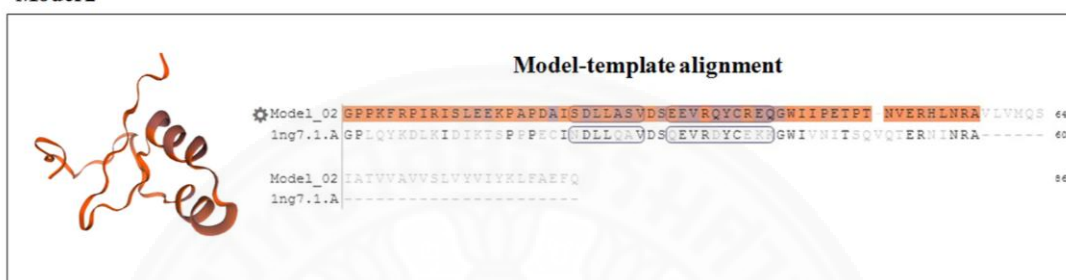 Model-template alignment
Model_02 GPPKFRPIRISLEEKPAPDAISDLLASVDSEEVRQYCREQGWIIPETPT-NVERHLNRAVLVMQS 64
1ng7.1.A GPLQYKDLKIDIKTSPPPECINDLLQAVDSQEVRDYCEKKGWIVNITSQVQTERNINRA------ 60
Model_02 IATVVAVVSLVYVIYKLFAEFQ 86
1ng7.1.A ----------------------